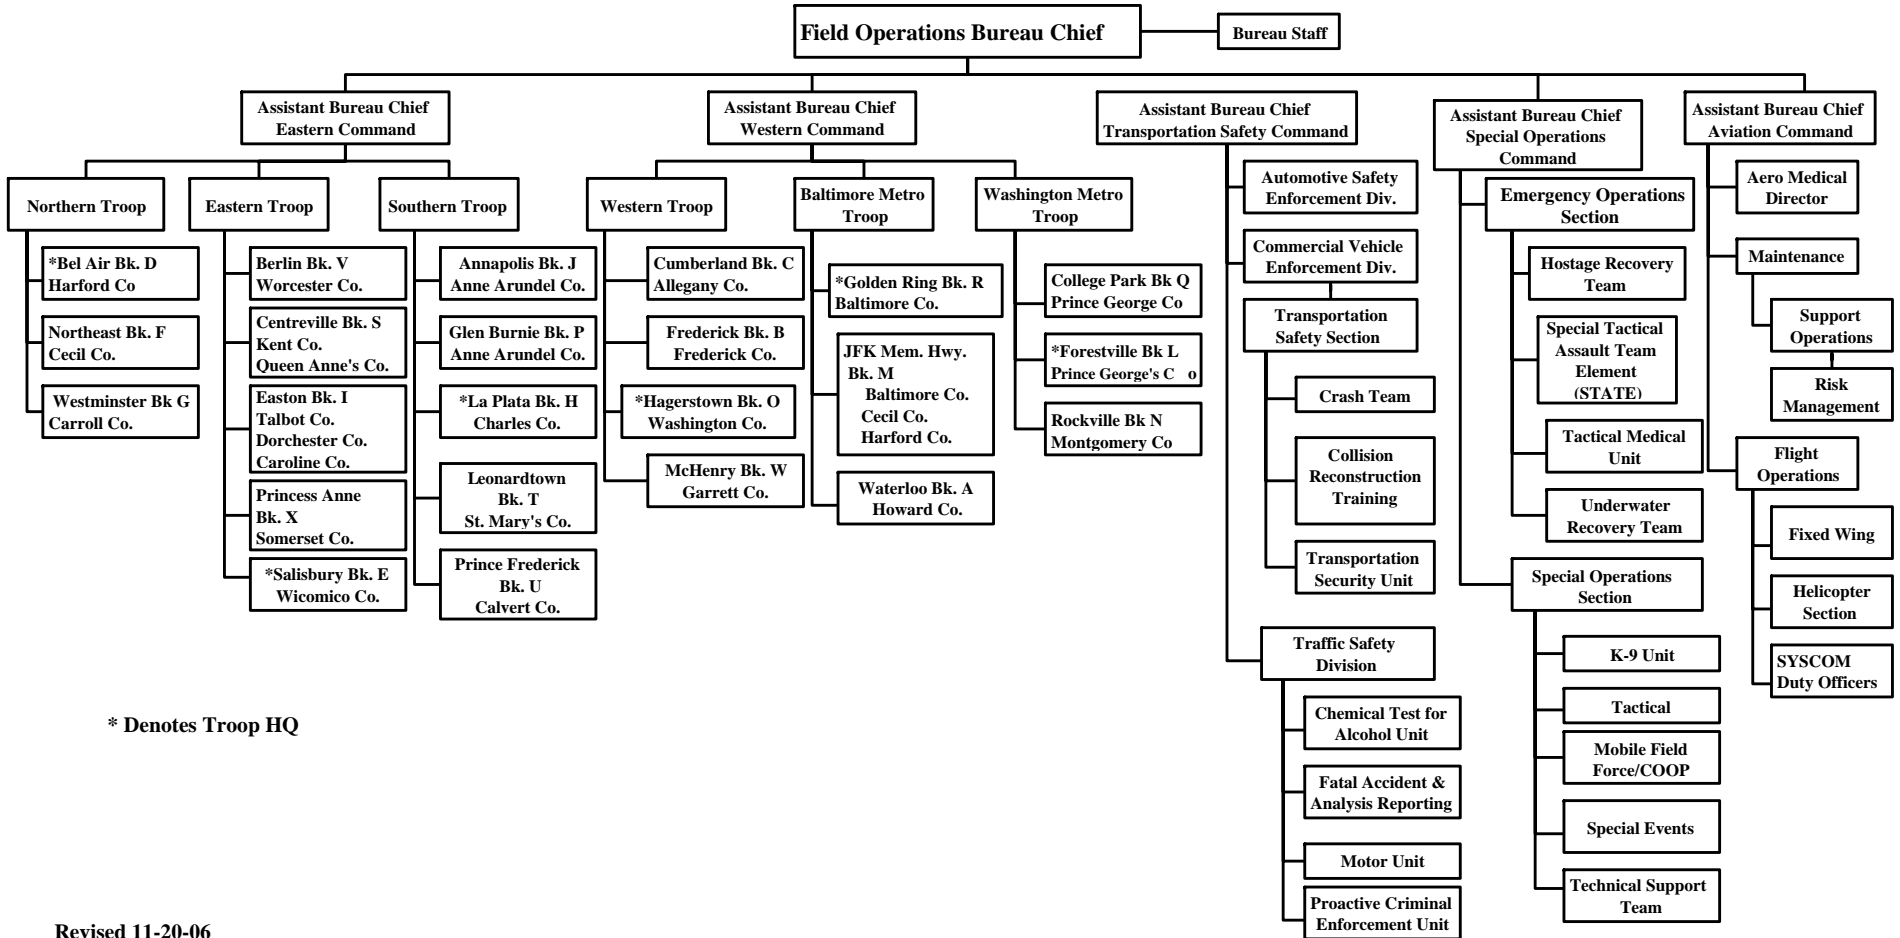 Field Operations Bureau Chief
Bureau Staff
Assistant Bureau Chief
Eastern Command
Assistant Bureau Chief
Western Command
Assistant Bureau Chief
Transportation Safety Command
Assistant Bureau Chief
Special Operations
Command
Assistant Bureau Chief
Aviation Command
Northern Troop
Eastern Troop
Southern Troop
Western Troop
Baltimore Metro
Troop
Washington Metro
Troop
*Bel Air Bk. D
Harford Co
Northeast Bk. F
Cecil Co.
Westminster Bk G
Carroll Co.
Berlin Bk. V
Worcester Co.
Centreville Bk. S
Kent Co.
Queen Anne's Co.
Easton Bk. I
Talbot Co.
Dorchester Co.
Caroline Co.
Princess Anne
Bk. X
Somerset Co.
*Salisbury Bk. E
Wicomico Co.
Annapolis Bk. J
Anne Arundel Co.
Glen Burnie Bk. P
Anne Arundel Co.
*La Plata Bk. H
Charles Co.
Leonardtown
Bk. T
St. Mary's Co.
Prince Frederick
Bk. U
Calvert Co.
Cumberland Bk. C
Allegany Co.
Frederick Bk. B
Frederick Co.
*Hagerstown Bk. O
Washington Co.
McHenry Bk. W
Garrett Co.
*Golden Ring Bk. R
Baltimore Co.
JFK Mem. Hwy.
Bk. M
Baltimore Co.
Cecil Co.
Harford Co.
Waterloo Bk. A
Howard Co.
College Park Bk Q
Prince George Co
*Forestville Bk L
Prince George's C o
Rockville Bk N
Montgomery Co
Automotive Safety
Enforcement Div.
Commercial Vehicle
Enforcement Div.
Transportation
Safety Section
Crash Team
Collision
Reconstruction
Training
Transportation
Security Unit
Traffic Safety
Division
Chemical Test for
Alcohol Unit
Fatal Accident &
Analysis Reporting
Motor Unit
Proactive Criminal
Enforcement Unit
Emergency Operations
Section
Hostage Recovery
Team
Special Tactical
Assault Team
Element
(STATE)
Tactical Medical
Unit
Underwater
Recovery Team
Special Operations
Section
K-9 Unit
Tactical
Mobile Field
Force/COOP
Special Events
Technical Support
Team
Aero Medical
Director
Maintenance
Support
Operations
Risk
Management
Flight
Operations
Fixed Wing
Helicopter
Section
SYSCOM
Duty Officers
* Denotes Troop HQ
Revised 11-20-06